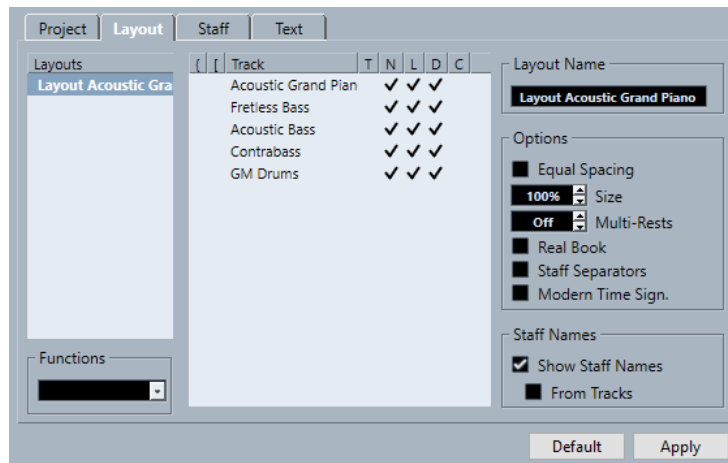 Project Layout Staff Text
Layouts
Layout Acoustic Gra
{ [ Track T N L D C
Acoustic Grand Pian
Fretless Bass
Acoustic Bass
Contrabass
GM Drums
Functions
Layout Name
Layout Acoustic Grand Piano
Options
Equal Spacing
100% Size
Off Multi-Rests
Real Book
Staff Separators
Modern Time Sign.
Staff Names
Show Staff Names
From Tracks
Default Apply